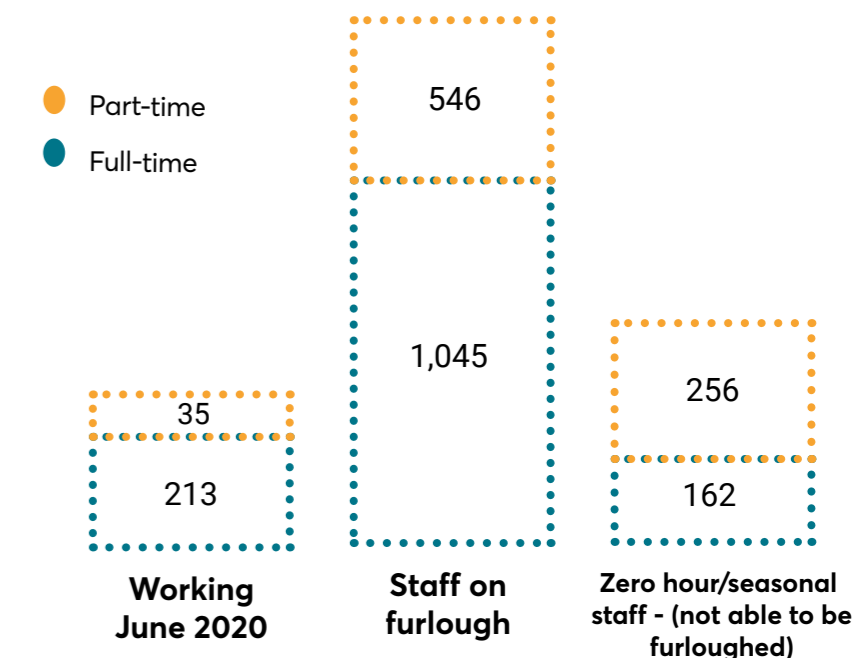 Part-time
Full-time
546
1,045
35
213
256
162
Working
June 2020
Staff on
furlough
Zero hour/seasonal
staff - (not able to be
furloughed)